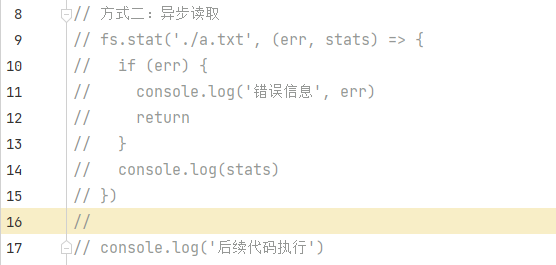 8 // 方式二：异步读取
9 // fs.stat('./a.txt', (err, stats) => {
10 //   if (err) {
11 //     console.log('错误信息', err)
12 //     return
13 //   }
14 //   console.log(stats)
15 // })
16 //
17 // console.log('后续代码执行')